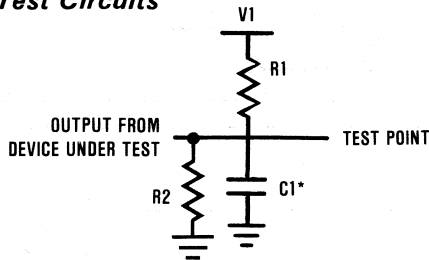 Test Circuits
V1
R1
OUTPUT FROM
DEVICE UNDER TEST
TEST POINT
R2
C1*